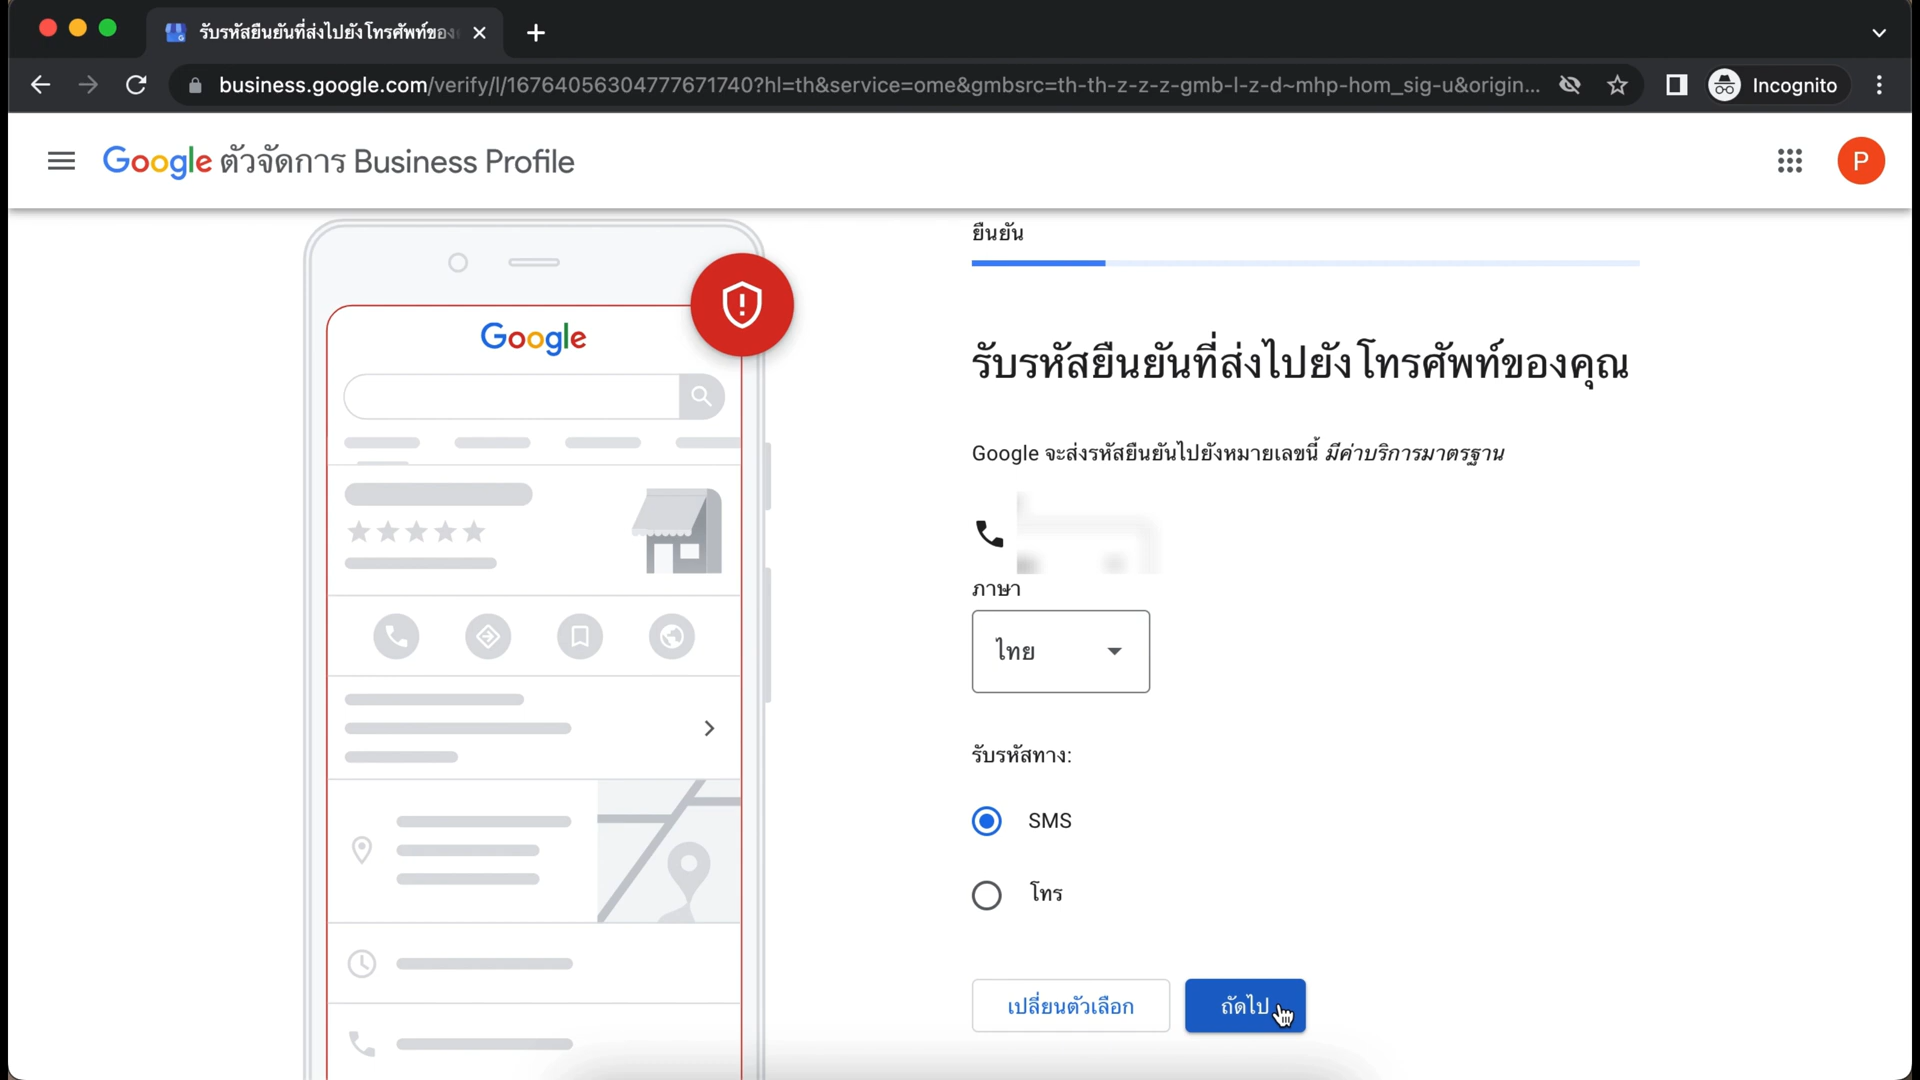 รับรหัสยืนยันที่ส่งไปยังโทรศัพท์ของ
business.google.com/verify/l/16764056304777671740?hl=th&service=ome&gmbsrc=th-th-z-z-z-gmb-l-z-d~mhp-hom_sig-u&origin...
Incognito
Google ตัวจัดการ Business Profile
P
Google
ยืนยัน
รับรหัสยืนยันที่ส่งไปยังโทรศัพท์ของคุณ
Google จะส่งรหัสยืนยันไปยังหมายเลขนี้ มีค่าบริการมาตรฐาน
ภาษา
ไทย
รับรหัสทาง:
SMS
โทร
เปลี่ยนตัวเลือก
ถัดไป